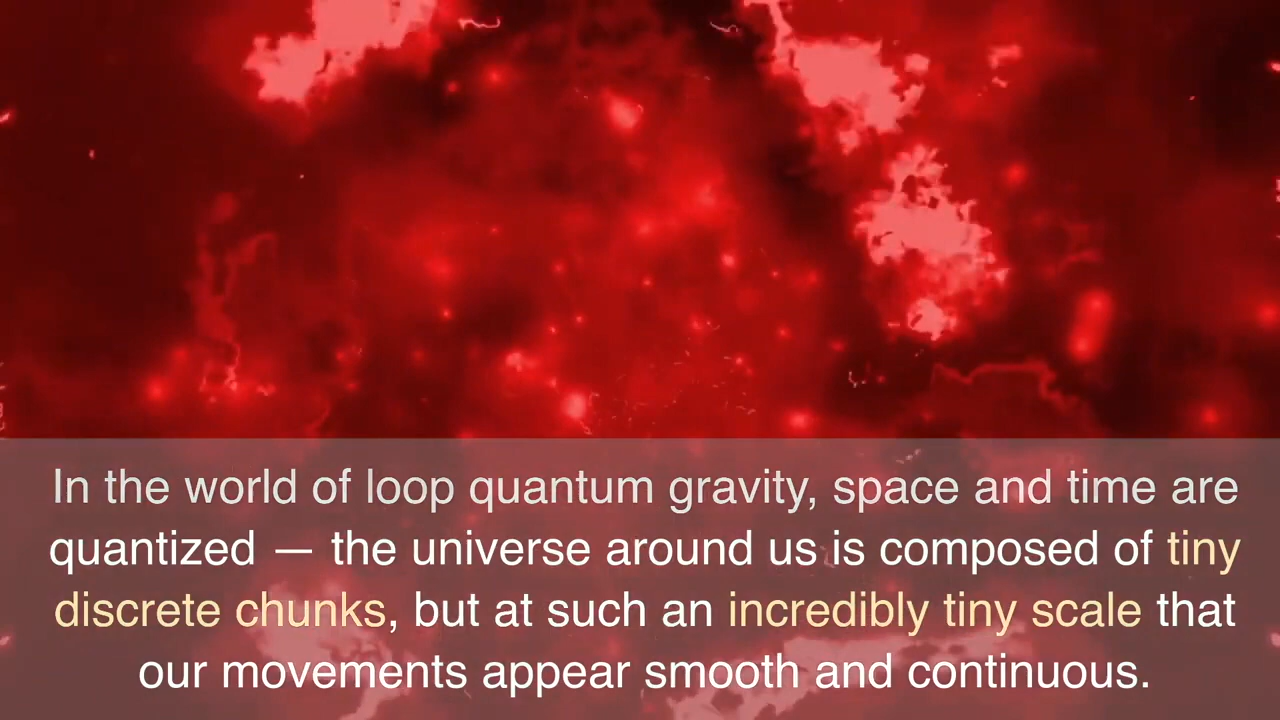 In the world of loop quantum gravity, space and time are
quantized — the universe around us is composed of tiny
discrete chunks, but at such an incredibly tiny scale that
our movements appear smooth and continuous.